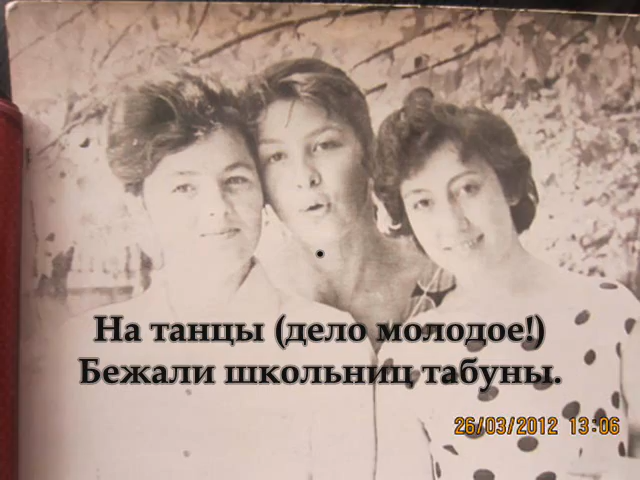 На танцы (дело молодое!)
Бежали школьниц табуны.
26/03/2012 13:06